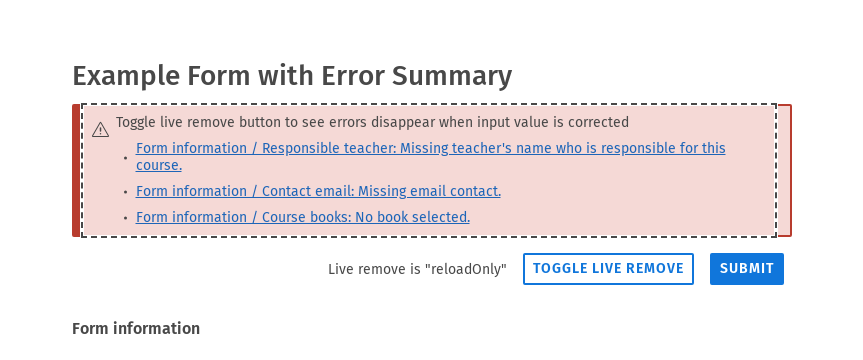 Example Form with Error Summary
Toggle live remove button to see errors disappear when input value is corrected
Form information / Responsible teacher: Missing teacher's name who is responsible for this
course.
Form information / Contact email: Missing email contact.
Form information / Course books: No book selected.
Live remove is "reloadOnly" TOGGLE LIVE REMOVE SUBMIT
Form information